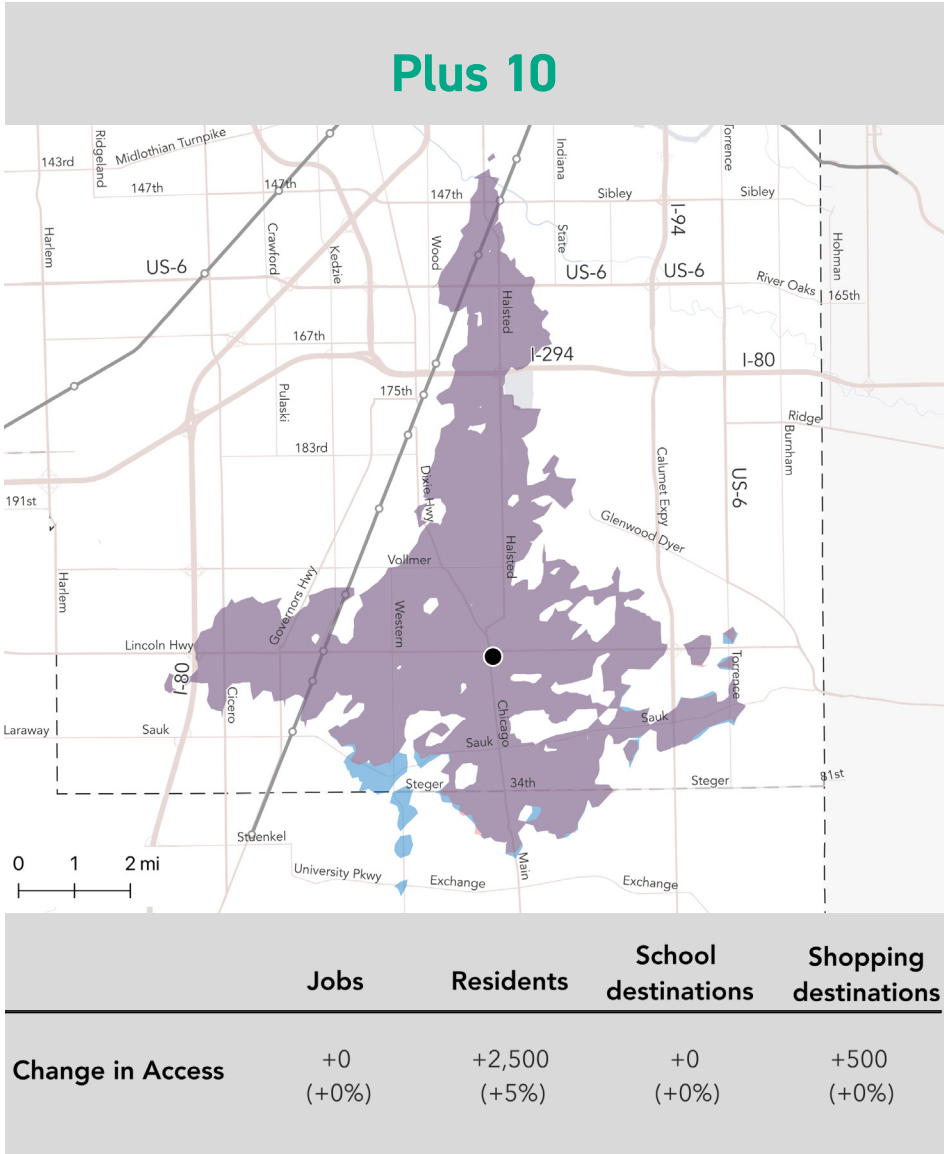 Plus 10
Ridgeland
Midlothian Turnpike
Indiana
Torrence
143rd
147th
147th
147th
Sibley
Sibley
Harlem
Crawford
Kedzie
Wood
State
I-94
Hohman
US-6
US-6
US-6
River Oaks
165th
Halsted
167th
I-294
I-80
175th
Pulaski
Ridge
183rd
Burnham
Dixie Hwy
Calumet Expy
US-6
191st
Glenwood Dyer
Halsted
Vollmer
Harlem
Governors Hwy
Western
Lincoln Hwy
I-80
Torrence
Cicero
Chicago
Sauk
Laraway
Sauk
Sauk
Steger
34th
Steger
81st
Stuenkel
0 1 2 mi
Main
University Pkwy
Exchange
Exchange
Jobs
Residents
School
destinations
Shopping
destinations
Change in Access
+0
(+0%)
+2,500
(+5%)
+0
(+0%)
+500
(+0%)